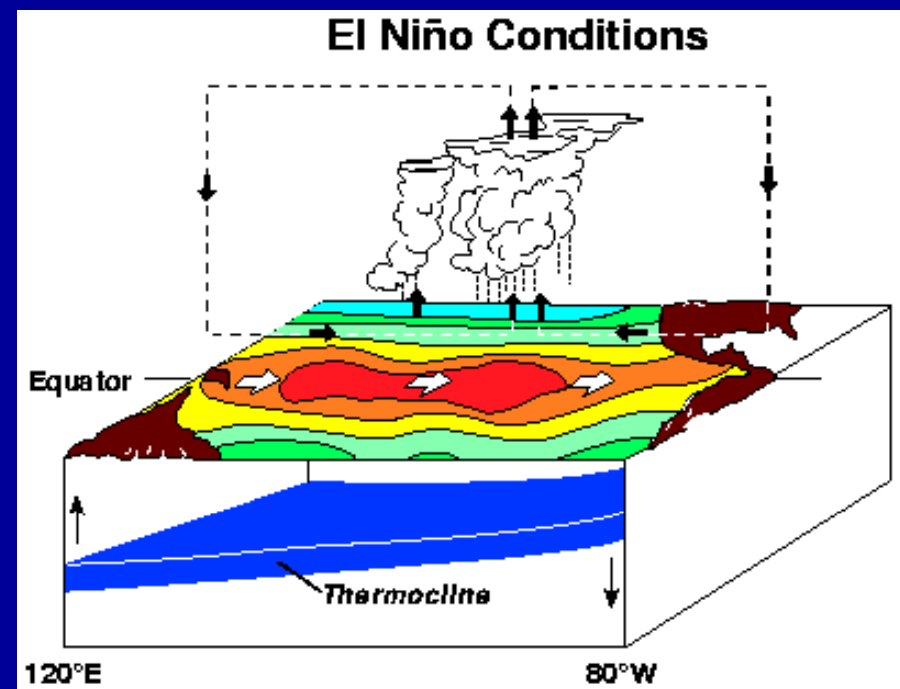 El Niño Conditions
Equator
Thermocline
120°E
80°W